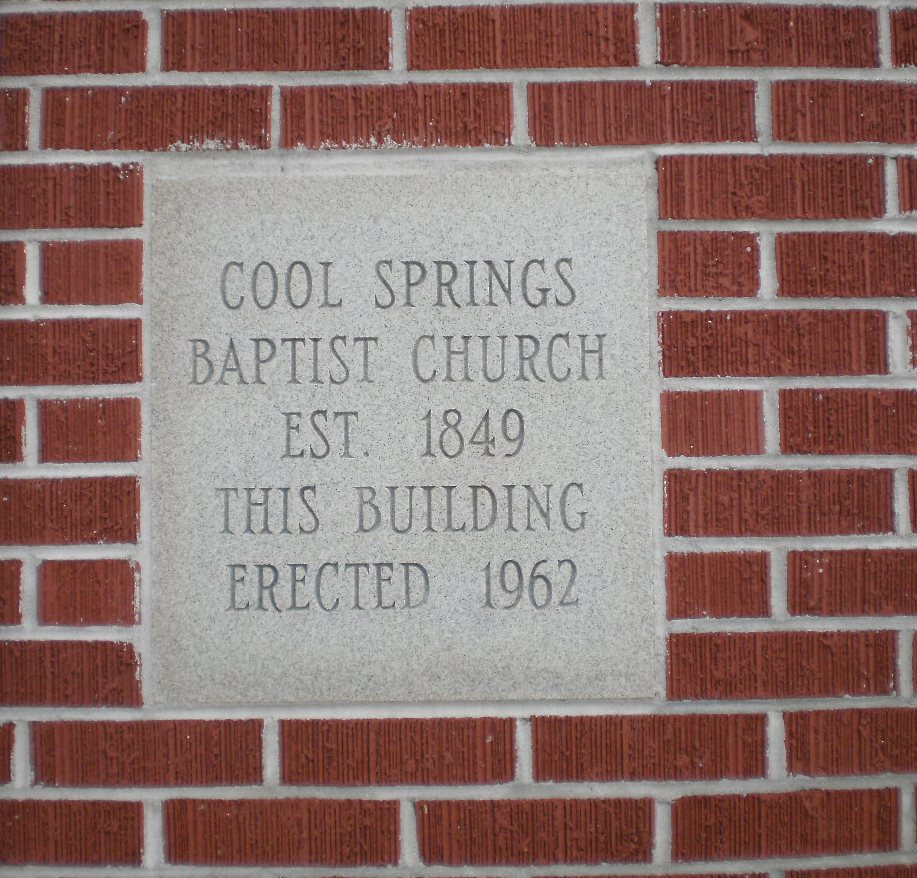 COOL SPRINGS
BAPTIST CHURCH
EST. 1849
THIS BUILDING
ERECTED 1962